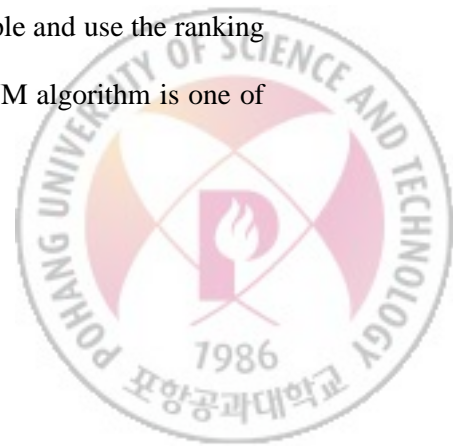 ple and use the ranking
M algorithm is one of
POHANG UNIVERSITY OF SCIENCE AND TECHNOLOGY
1986
포항공과대학교